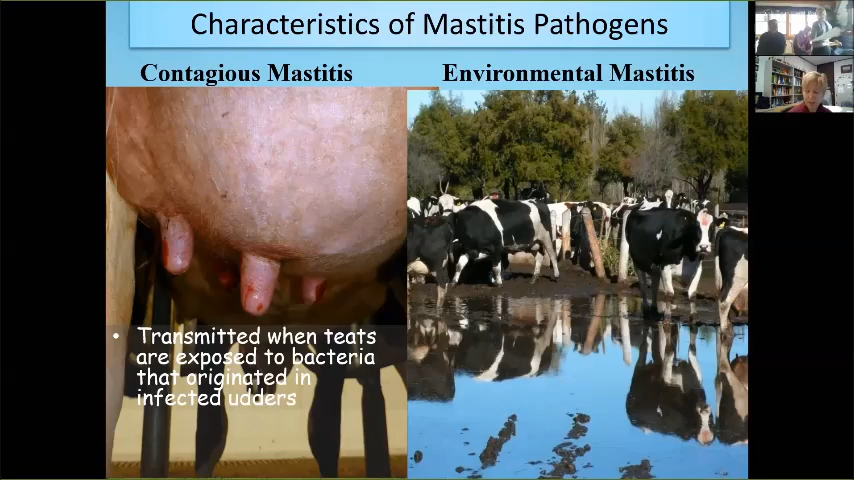 Characteristics of Mastitis Pathogens
Contagious Mastitis
Environmental Mastitis
• Transmitted when teats
are exposed to bacteria
that originated in
infected udders